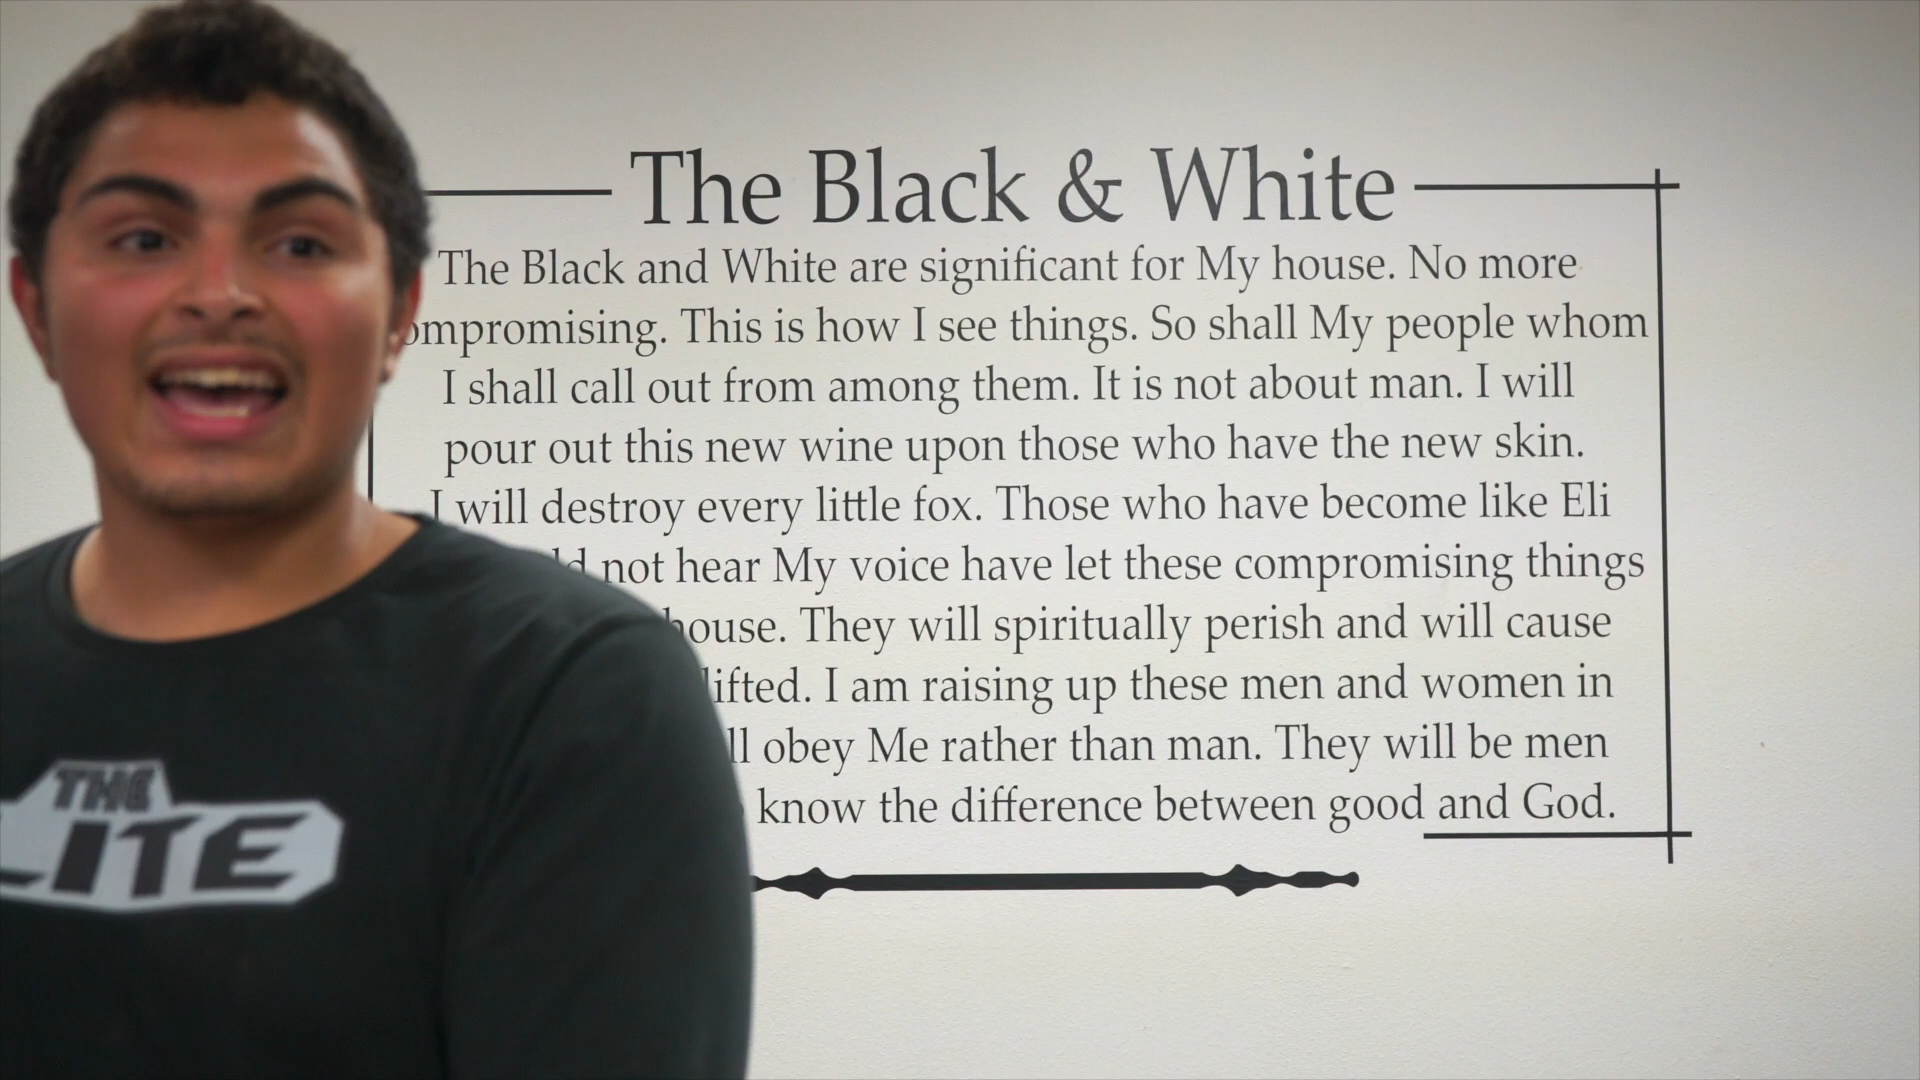 The Black & White
The Black and White are significant for My house. No more
ompromising. This is how I see things. So shall My people whom
I shall call out from among them. It is not about man. I will
pour out this new wine upon those who have the new skin.
I will destroy every little fox. Those who have become like Eli
not hear My voice have let these compromising things
house. They will spiritually perish and will cause
lifted. I am raising up these men and women in
obey Me rather than man. They will be men
know the difference between good and God.
THE
LITE